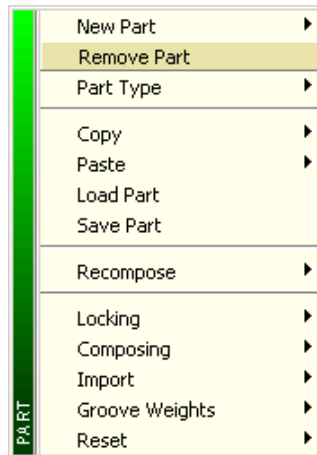 New Part
Remove Part
Part Type
Copy
Paste
Load Part
Save Part
Recompose
Locking
Composing
Import
Groove Weights
Reset
PART